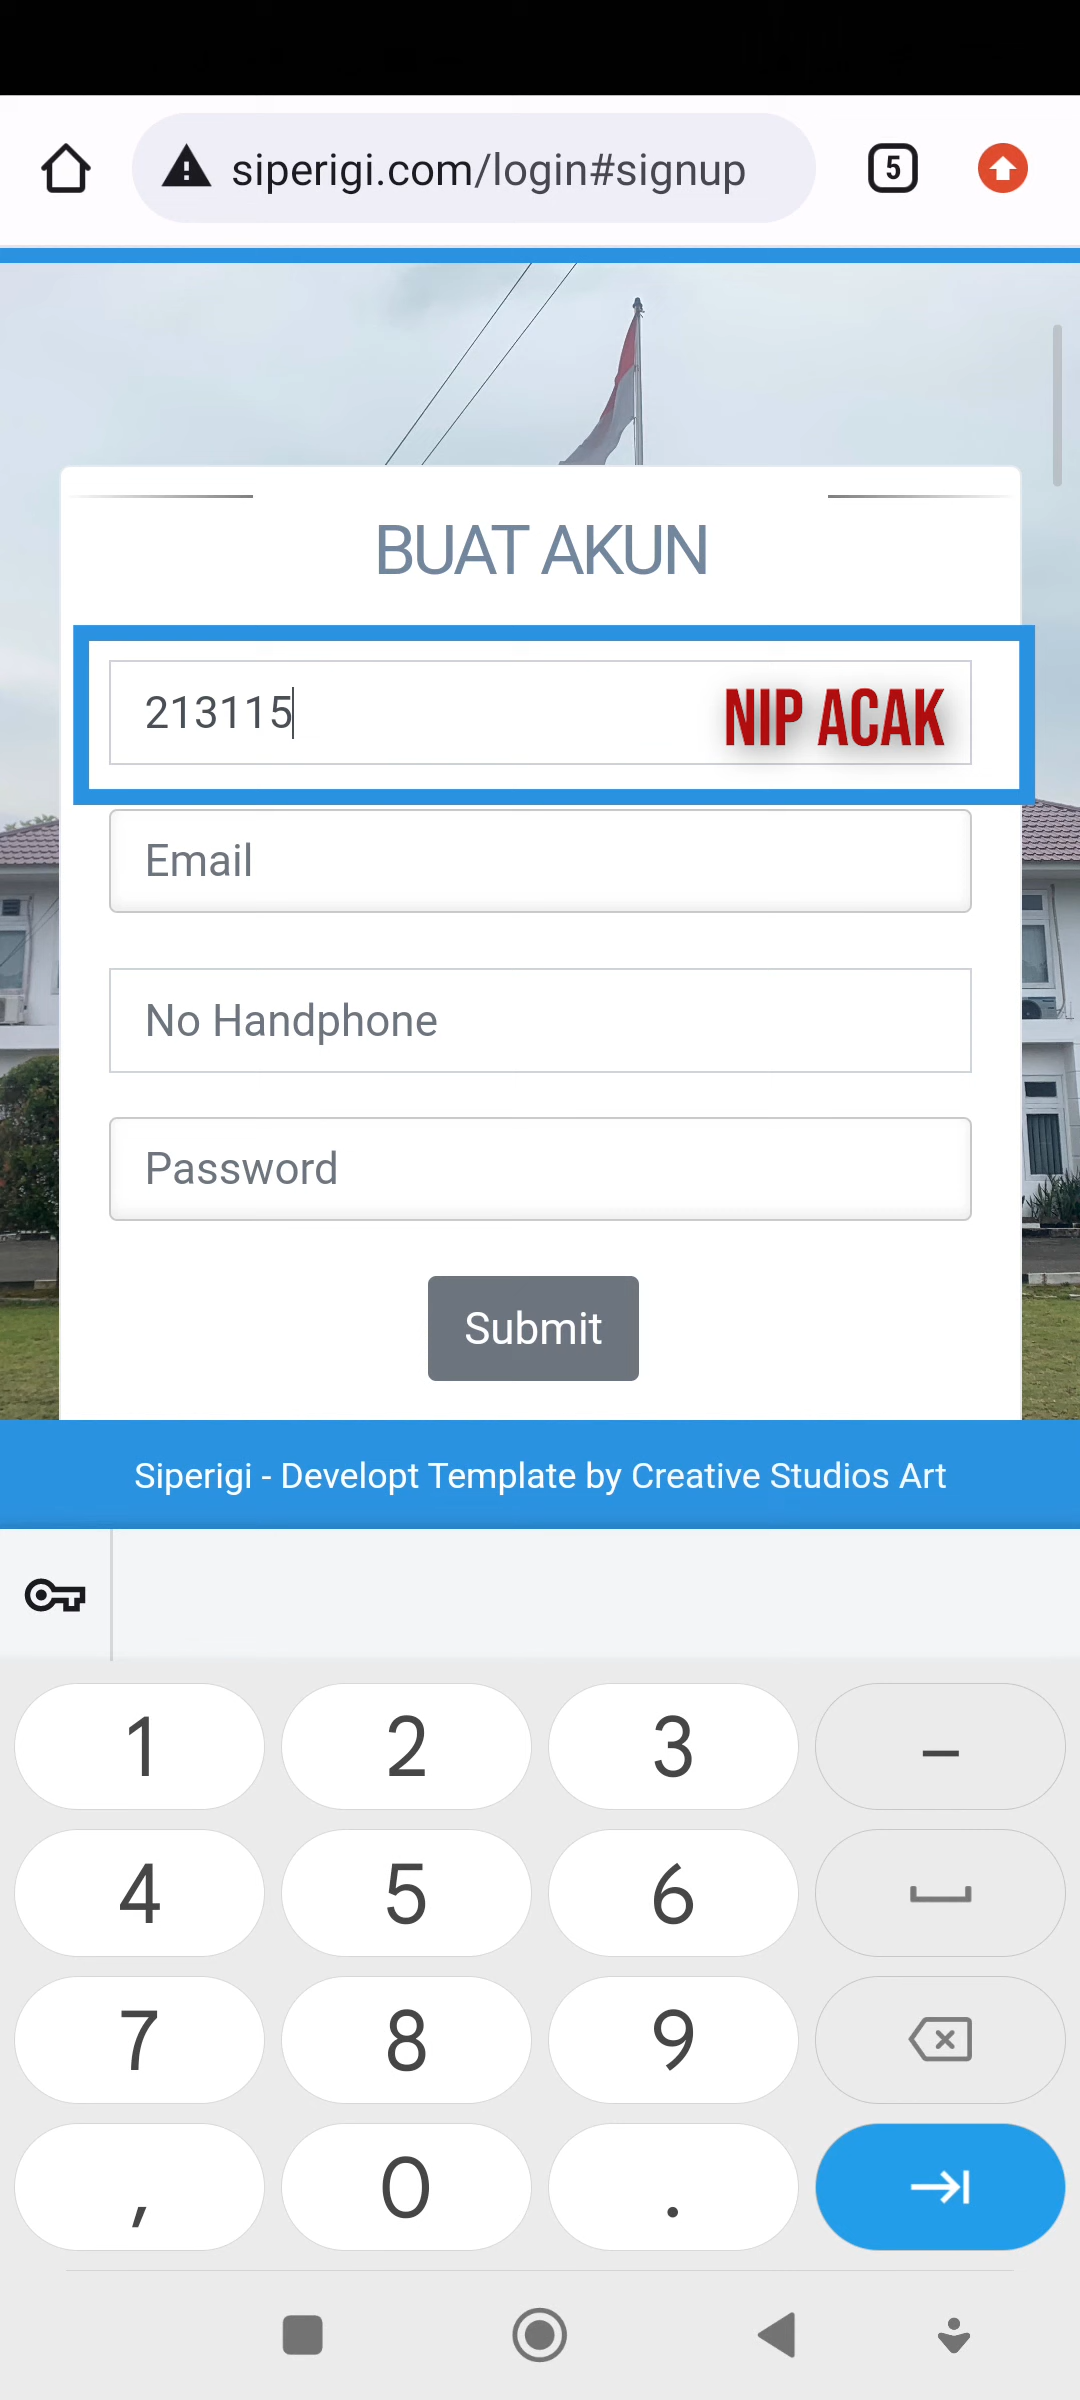 siperigi.com/login#signup
5
BUAT AKUN
213115
NIP ACAK
Email
No Handphone
Password
Submit
Siperigi - Developt Template by Creative Studios Art
1 2 3 –
4 5 6
7 8 9
, 0 .